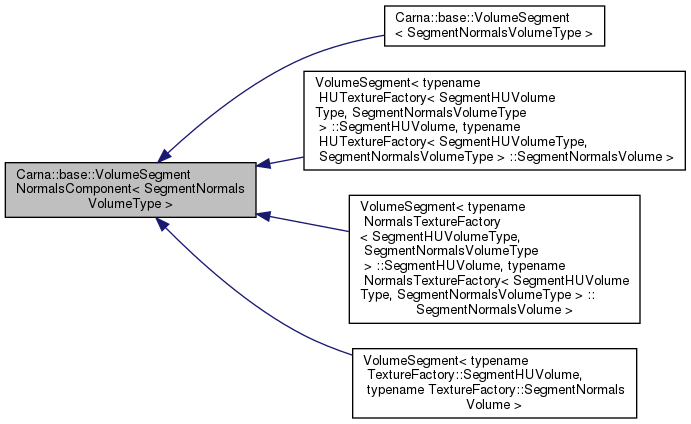 Carna::base::VolumeSegment
< SegmentNormalsVolumeType >
VolumeSegment< typename
HUTextureFactory< SegmentHUVolume
Type, SegmentNormalsVolumeType
> ::SegmentHUVolume, typename
HUTextureFactory< SegmentHUVolumeType,
SegmentNormalsVolumeType > ::SegmentNormalsVolume >
Carna::base::VolumeSegment
NormalsComponent< SegmentNormals
VolumeType >
VolumeSegment< typename
NormalsTextureFactory
< SegmentHUVolumeType,
SegmentNormalsVolumeType
> ::SegmentHUVolume, typename
NormalsTextureFactory< SegmentHUVolume
Type, SegmentNormalsVolumeType > ::
SegmentNormalsVolume >
VolumeSegment< typename
TextureFactory::SegmentHUVolume,
typename TextureFactory::SegmentNormals
Volume >